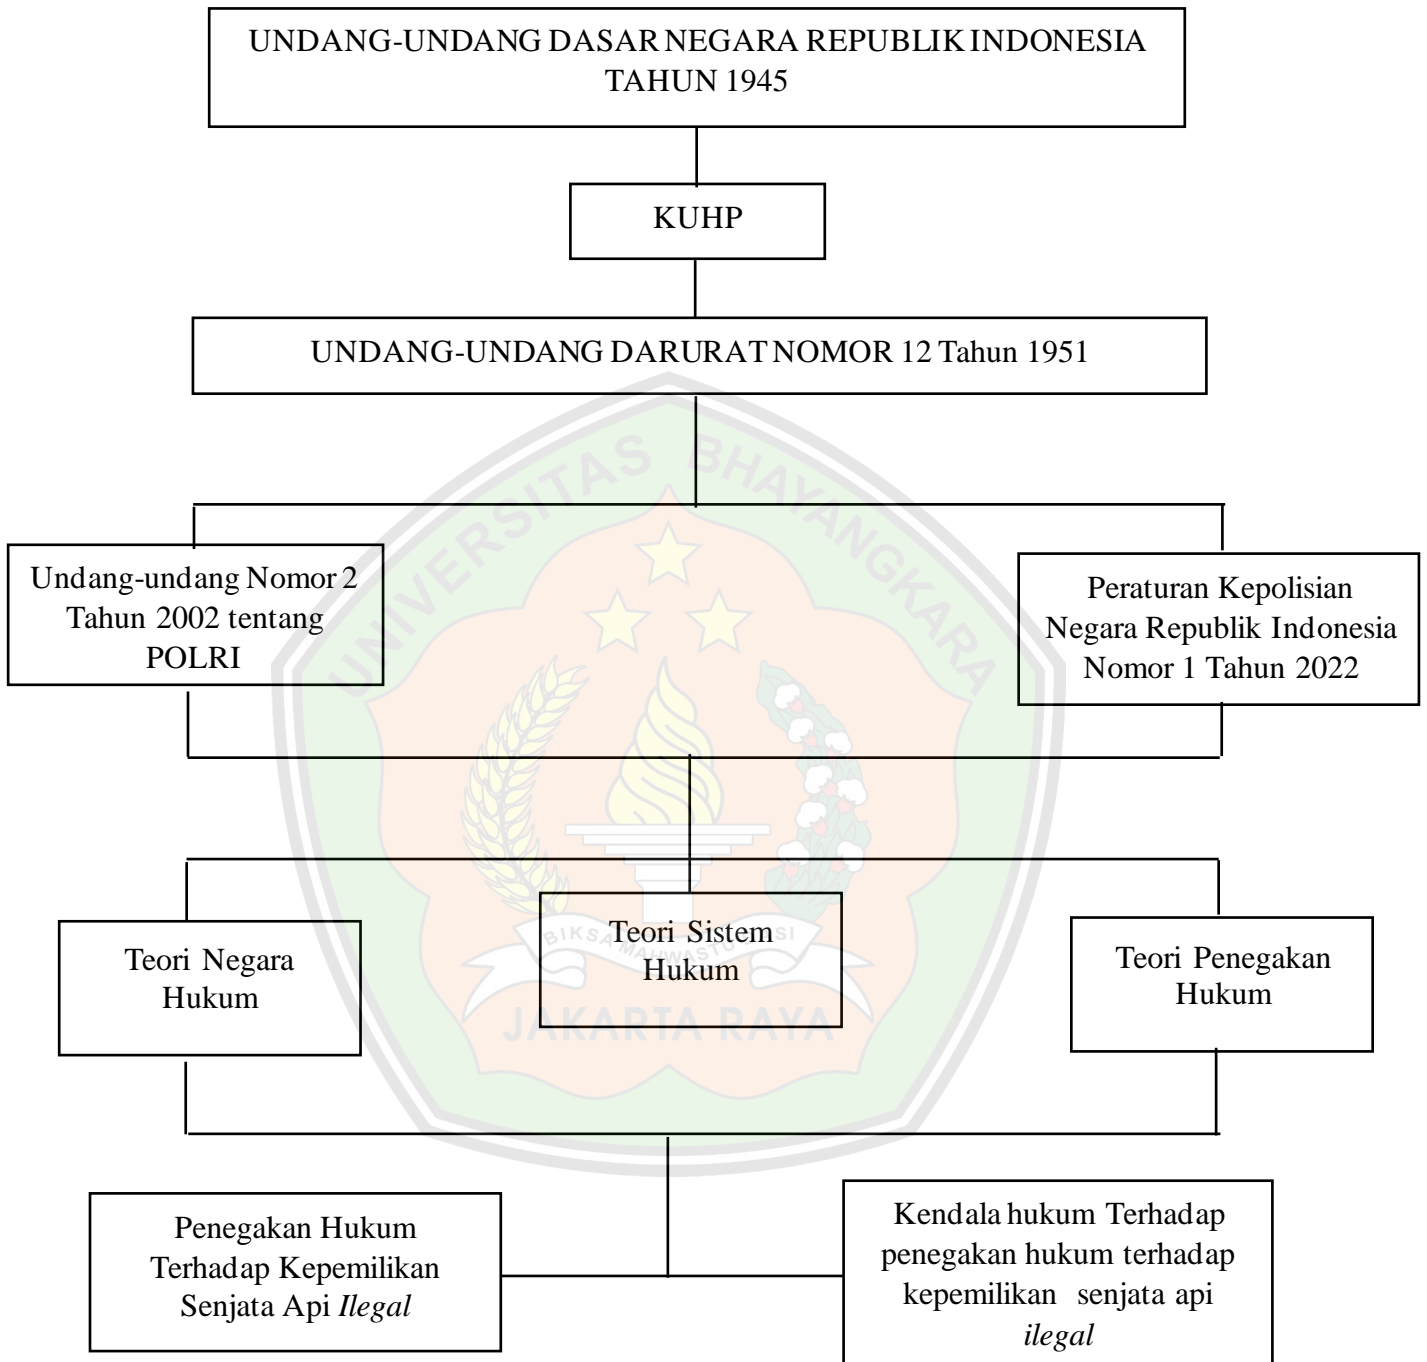 UNDANG-UNDANG DASAR NEGARA REPUBLIK INDONESIA
TAHUN 1945
KUHP
UNDANG-UNDANG DARURAT NOMOR 12 Tahun 1951
UNIVERSITAS BHAYANGKARA
Undang-undang Nomor 2
Tahun 2002 tentang
POLRI
Peraturan Kepolisian
Negara Republik Indonesia
Nomor 1 Tahun 2022
Teori Negara
Hukum
Teori Sistem
Hukum
Teori Penegakan
Hukum
BIKSA MAHWASTU
JAKARTA RAYA
Penegakan Hukum
Terhadap Kepemilikan
Senjata Api Ilegal
Kendala hukum Terhadap
penegakan hukum terhadap
kepemilikan senjata api
ilegal